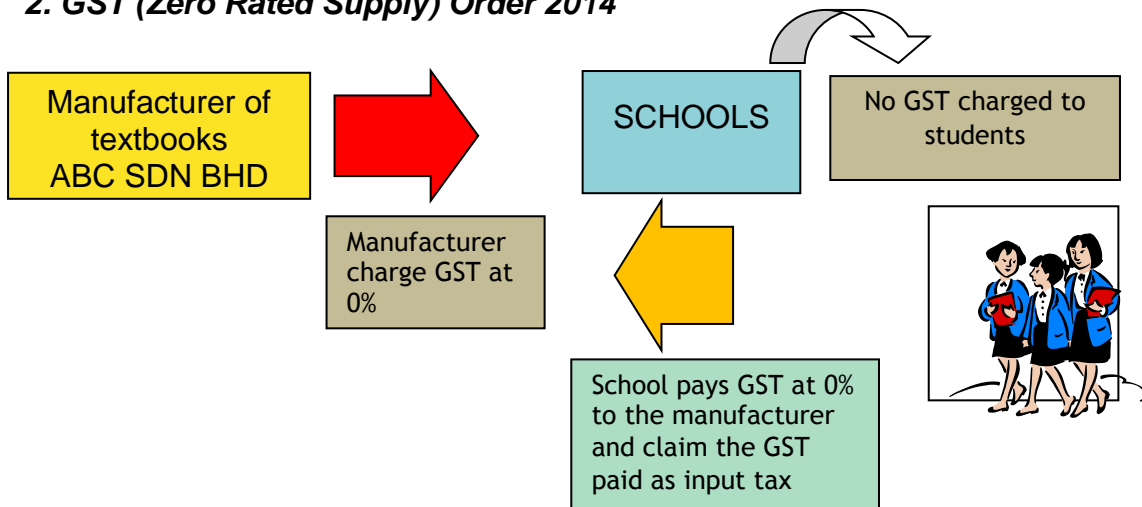 2. GST (Zero Rated Supply) Order 2014
Manufacturer of
textbooks
ABC SDN BHD
SCHOOLS
No GST charged to
students
Manufacturer
charge GST at
0%
School pays GST at 0%
to the manufacturer
and claim the GST
paid as input tax